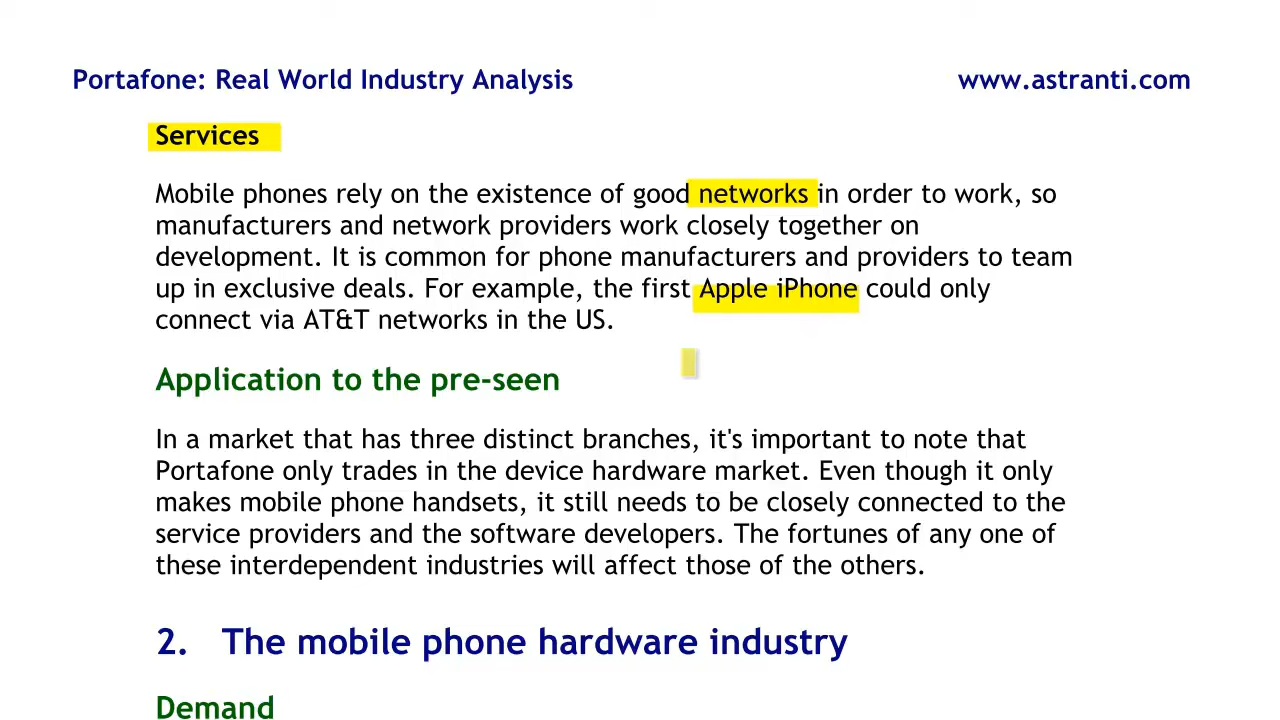 Portafone: Real World Industry Analysis www.astranti.com
Services
Mobile phones rely on the existence of good networks in order to work, so
manufacturers and network providers work closely together on
development. It is common for phone manufacturers and providers to team
up in exclusive deals. For example, the first Apple iPhone could only
connect via AT&T networks in the US.
Application to the pre-seen
In a market that has three distinct branches, it's important to note that
Portafone only trades in the device hardware market. Even though it only
makes mobile phone handsets, it still needs to be closely connected to the
service providers and the software developers. The fortunes of any one of
these interdependent industries will affect those of the others.
2. The mobile phone hardware industry
Demand